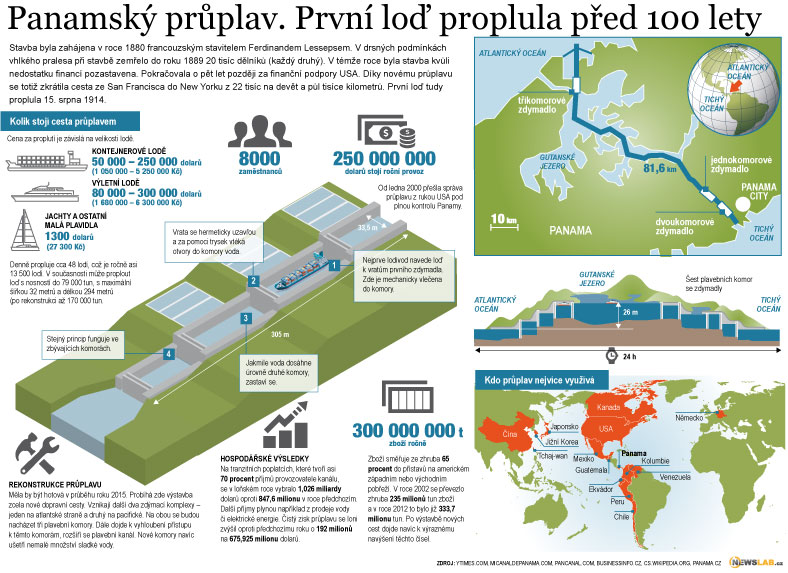 Panamský průplav. První loď proplula před 100 lety
Stavba byla zahájena v roce 1880 francouzským stavitelem Ferdinandem Lessepsem. V drsných podmínkách
vlhkého pralesa při stavbě zemřelo do roku 1889 20 tisíc dělníků (každý druhý). V témže roce byla stavba kvůli
nedostatku financí pozastavena. Pokračovala o pět let později za finanční podpory USA. Díky novému průplavu
se totiž zkrátila cesta ze San Francisca do New Yorku z 22 tisíc na devět a půl tisíce kilometrů. První loď tudy
proplula 15. srpna 1914.
Kolik stojí cesta průplavem
Cena za proplutí je závislá na velikosti lodě.
KONTEJNEROVÉ LODĚ
50 000 – 250 000 dolarů
(1 050 000 – 5 250 000 Kč)
VÝLETNÍ LODĚ
80 000 – 300 000 dolarů
(1 680 000 – 6 300 000 Kč)
JACHTY A OSTATNÍ
MALÁ PLAVIDLA
1300 dolarů
(27 300 Kč)
Denně propluje cca 48 lodí, což je ročně asi
13 500 lodí. V současnosti může proplout
loď s nosností do 79 000 tun, s maximální
šířkou 32 metrů a délkou 294 metrů
(po rekonstrukci až 170 000 tun.
8000
zaměstnanců
250 000 000
dolarů stojí roční provoz
Od ledna 2000 přešla správa
průplavu z rukou USA pod
plnou kontrolu Panamy.
33,5 m
Vrata se hermeticky uzavřou
a za pomoci trysek vtéká
otvory do komory voda.
2
1
Nejprve lodivod navede loď
k vratům prvního zdymadla.
Zde je mechanicky vlečena
do komory.
3
305 m
Stejný princip funguje ve
zbývajících komorách.
4
Jakmile voda dosáhne
úrovně druhé komory,
zastaví se.
REKONSTRUKCE PRŮPLAVU
Měla by být hotová v průběhu roku 2015. Probíhá zde výstavba
zcela nové dopravní cesty. Vznikají další dva zdýmací komplexy –
jeden na atlantské straně a druhý na pacifické. Na obou se budou
nacházet tři komory. Dále dojde k vyhloubení přístupu
k těmto komorám, rozšíří se plavební kanál. Nové komory navíc
ušetří nemalé množství sladké vody.
HOSPODÁŘSKÉ VÝSLEDKY
Na tranzitních poplatcích, které tvoří asi
70 procent příjmů provozovatele kanálu,
se v loňském roce vybralo 1,026 miliardy
dolarů oproti 847,6 milionu v roce předchozím.
Další příjmy plynou například z prodeje vody
či elektrické energie. Čistý zisk průplavu se loni
zvýšil oproti předchozímu roku o 192 milionů
na 675,925 milionu dolarů.
300 000 000 t
zboží ročně
Zboží směřuje ze zhruba 65
procent do přístavů na americkém
západním nebo východním
pobřeží. V roce 2002 se převezlo
zhruba 235 milionů tun zboží
a v roce 2012 to bylo již 333,7
milionu tun. Po výstavbě nových
cest dojde navíc k výraznému
navýšení těchto čísel.
ATLANTICKÝ OCEÁN
tříkomorové
zdymadlo
GUTANSKÉ
JEZERO
81,6 km
jednokomorové
zdymadlo
PANAMA
CITY
dvoukomorové
zdymadlo
10 km
PANAMA
TICHÝ
OCEÁN
ATLANTICKÝ
OCEÁN
TICHÝ
OCEÁN
GUTANSKÉ
JEZERO
Šest plavebních komor
se zdymadly
ATLANTICKÝ
OCEÁN
TICHÝ
OCEÁN
26 m
24 h
Kdo průplav nejvíce využívá
Kanada
Německo
Čína
Japonsko
USA
Jižní Korea
Tchaj-wan
Mexiko
Panama
Guatemala
Kolumbie
Venezuela
Ekvádor
Peru
Chile
ZDROJ: YTIMES.COM, MICANALDEPANAMA.COM, PANCANAL.COM, BUSINESSINFO.CZ, CS.WIKIPEDIA.ORG, PANAMA.CZ
NEWSLAB.cz